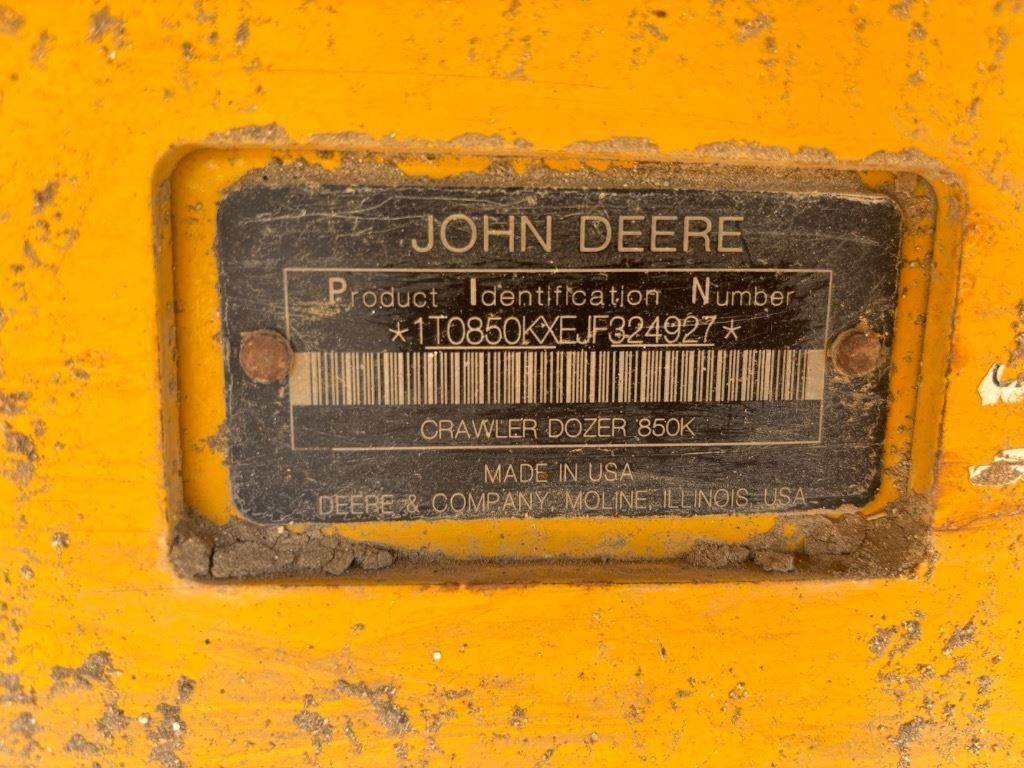 JOHN DEERE
Product Identification Number
*1T0850KXEJF324927*
CRAWLER DOZER 850K
MADE IN USA
DEERE & COMPANY, MOLINE, ILLINOIS USA